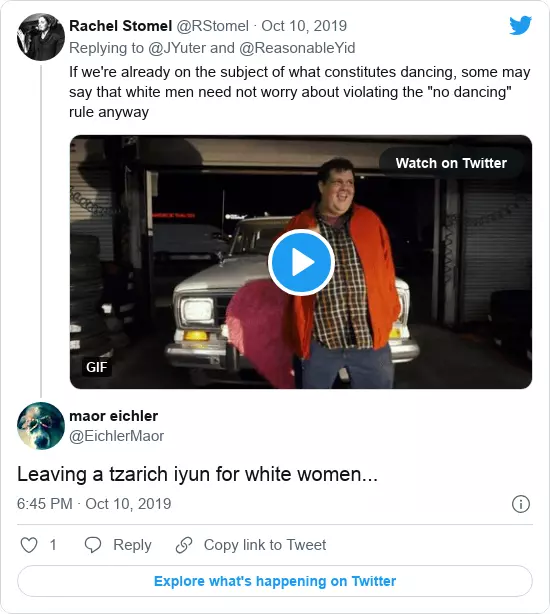 Rachel Stomel @RStomel · Oct 10, 2019
Replying to @JYuter and @ReasonableYid
If we're already on the subject of what constitutes dancing, some may
say that white men need not worry about violating the "no dancing"
rule anyway
Watch on Twitter
GIF
maor eichler
@EichlerMaor
Leaving a tzarich iyun for white women...
6:45 PM · Oct 10, 2019
1 Reply Copy link to Tweet
Explore what's happening on Twitter